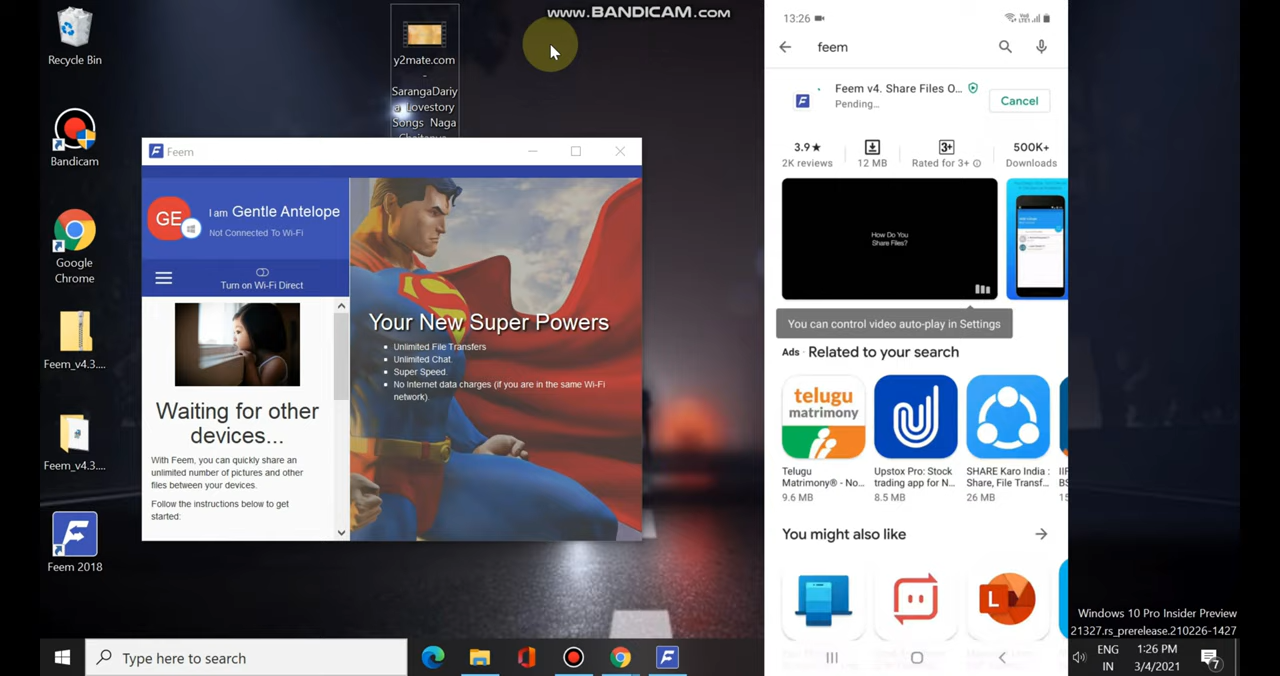 www.BANDICAM.com
Recycle Bin
Bandicam
Google
Chrome
Feem_v4.3....
Feem_v4.3....
Feem 2018
y2mate.com
-
SarangaDariy
a Lovestory
Songs Naga
Feem
GE
I am Gentle Antelope
Not Connected To Wi-Fi
Turn on Wi-Fi Direct
Waiting for other
devices...
With Feem, you can quickly share an
unlimited number of pictures and other
files between your devices.
Follow the instructions below to get
started:
Your New Super Powers
Unlimited File Transfers
Unlimited Chat.
Super Speed.
No Internet data charges (if you are in the same Wi-Fi
network).
Type here to search
13:26
feem
Feem v4. Share Files O...
Pending...
Cancel
3.9★
2K reviews
12 MB
3+
Rated for 3+
500K+
Downloads
How Do You
Share Files?
You can control video auto-play in Settings
Ads · Related to your search
telugu
matrimony
Telugu
Matrimony® - No...
9.6 MB
Upstox Pro: Stock
trading app for N...
8.5 MB
SHARE Karo India :
Share, File Transf...
26 MB
You might also like
L
Windows 10 Pro Insider Preview
21327.rs_prerelease.210226-1427
ENG
IN
1:26 PM
3/4/2021
7